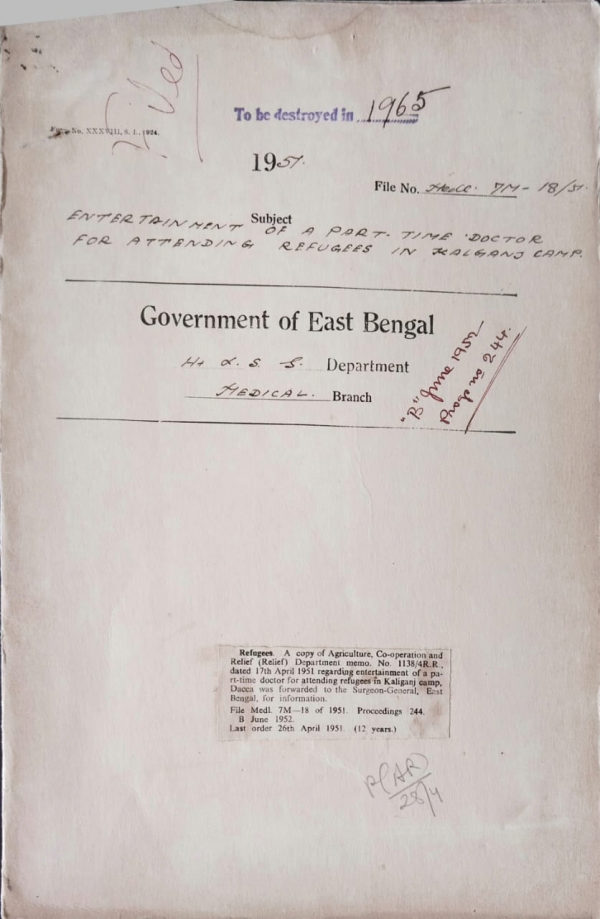 Filed
To be destroyed in 1965
Form No. XXXVIII, S. I., 1924.
1951.
File No. Medl. 7M - 18/51.
Subject
ENTERTAINMENT OF A PART-TIME DOCTOR
FOR ATTENDING REFUGEES IN KALGANJ CAMP.
Government of East Bengal
H. & S. S. Department
MEDICAL. Branch
"B" June 1952
Progs no 244.
Refugees. A copy of Agriculture, Co-operation and
Relief (Relief) Department memo. No. 1138/4R.R.,
dated 17th April 1951 regarding entertainment of a pa-
rt-time doctor for attending refugees in Kaliganj camp,
Dacca was forwarded to the Surgeon-General, East
Bengal, for information.
File Medl. 7M—18 of 1951. Proceedings 244.
B June 1952.
Last order 26th April 1951. (12 years.)
P(AR)
28/4